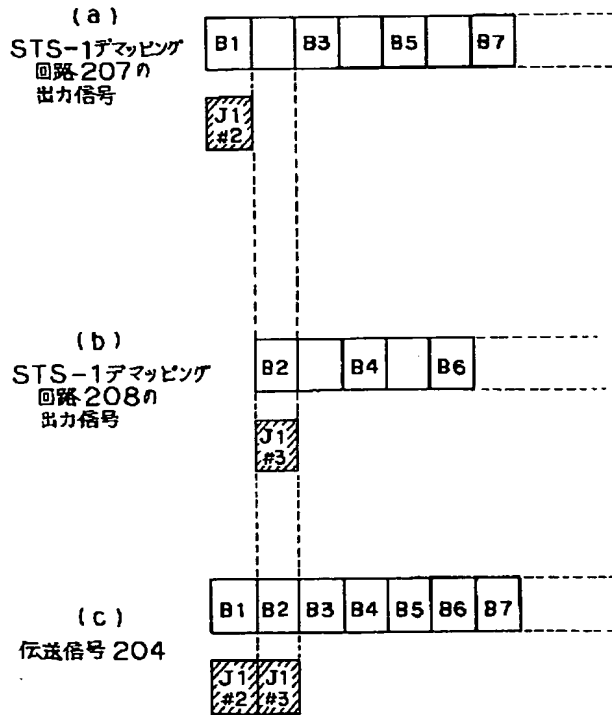 (a)
STS-1デマッピング
回路207の
出力信号
B1 B3 B5 B7
J1
#2
(b)
STS-1デマッピング
回路208の
出力信号
B2 B4 B6
J1
#3
(c)
伝送信号204
B1 B2 B3 B4 B5 B6 B7
J1 J1
#2 #3